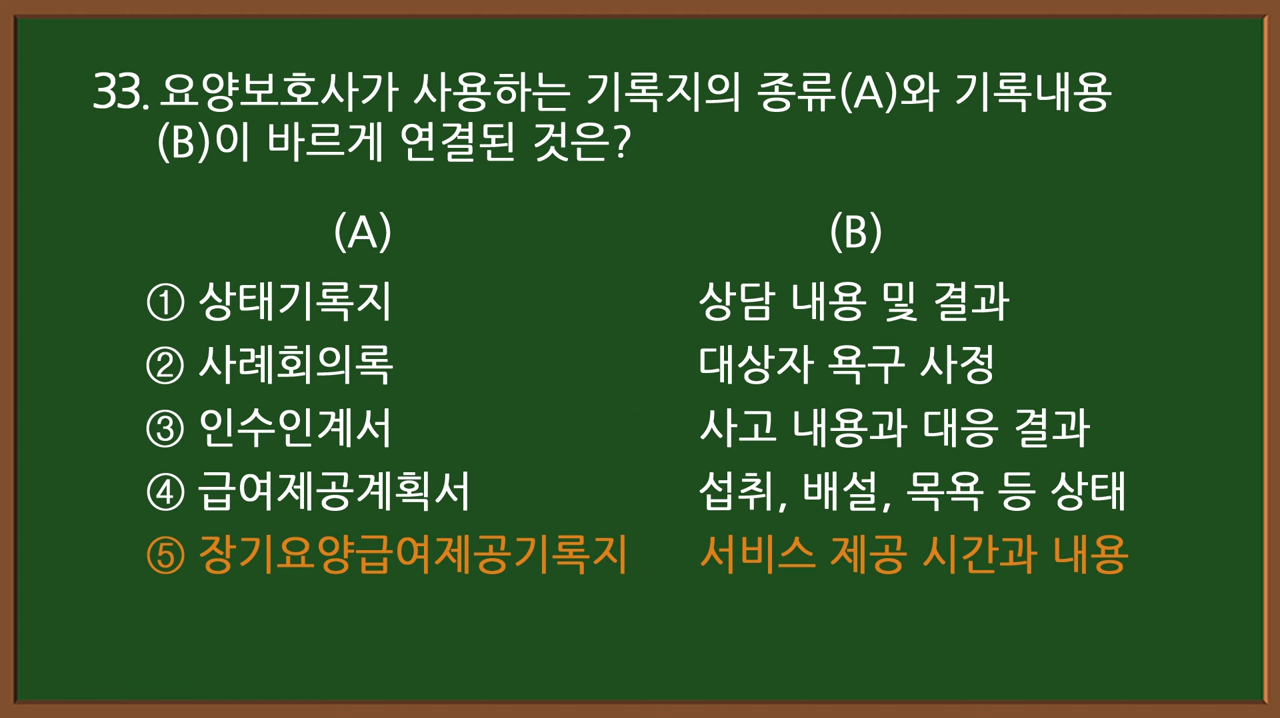 33. 요양보호사가 사용하는 기록지의 종류(A)와 기록내용
(B)이 바르게 연결된 것은?
(A) (B)
① 상태기록지 상담 내용 및 결과
② 사례회의록 대상자 욕구 사정
③ 인수인계서 사고 내용과 대응 결과
④ 급여제공계획서 섭취, 배설, 목욕 등 상태
⑤ 장기요양급여제공기록지 서비스 제공 시간과 내용